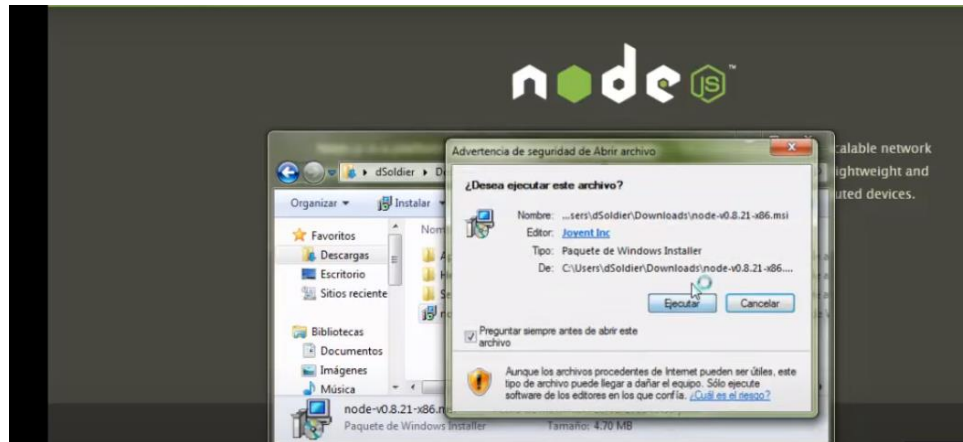 node JS™
calable network
ightweight and
uted devices.
Advertencia de seguridad de Abrir archivo
dSoldier
¿Desea ejecutar este archivo?
Nombre: ...sers\dSoldier\Downloads\node-v0.8.21-x86.msi
Editor: Joyent Inc
Tipo: Paquete de Windows Installer
De: C:\Users\dSoldier\Downloads\node-v0.8.21-x86....
Ejecutar Cancelar
Preguntar siempre antes de abrir este
archivo
Aunque los archivos procedentes de Internet pueden ser útiles, este
tipo de archivo puede llegar a dañar el equipo. Sólo ejecute
software de los editores en los que confía. ¿Cuál es el riesgo?
Organizar Instalar
Favoritos
Descargas
Escritorio
Sitios reciente
Bibliotecas
Documentos
Imágenes
Música
node-v0.8.21-x86.m
Paquete de Windows Installer Tamaño: 4.70 MB